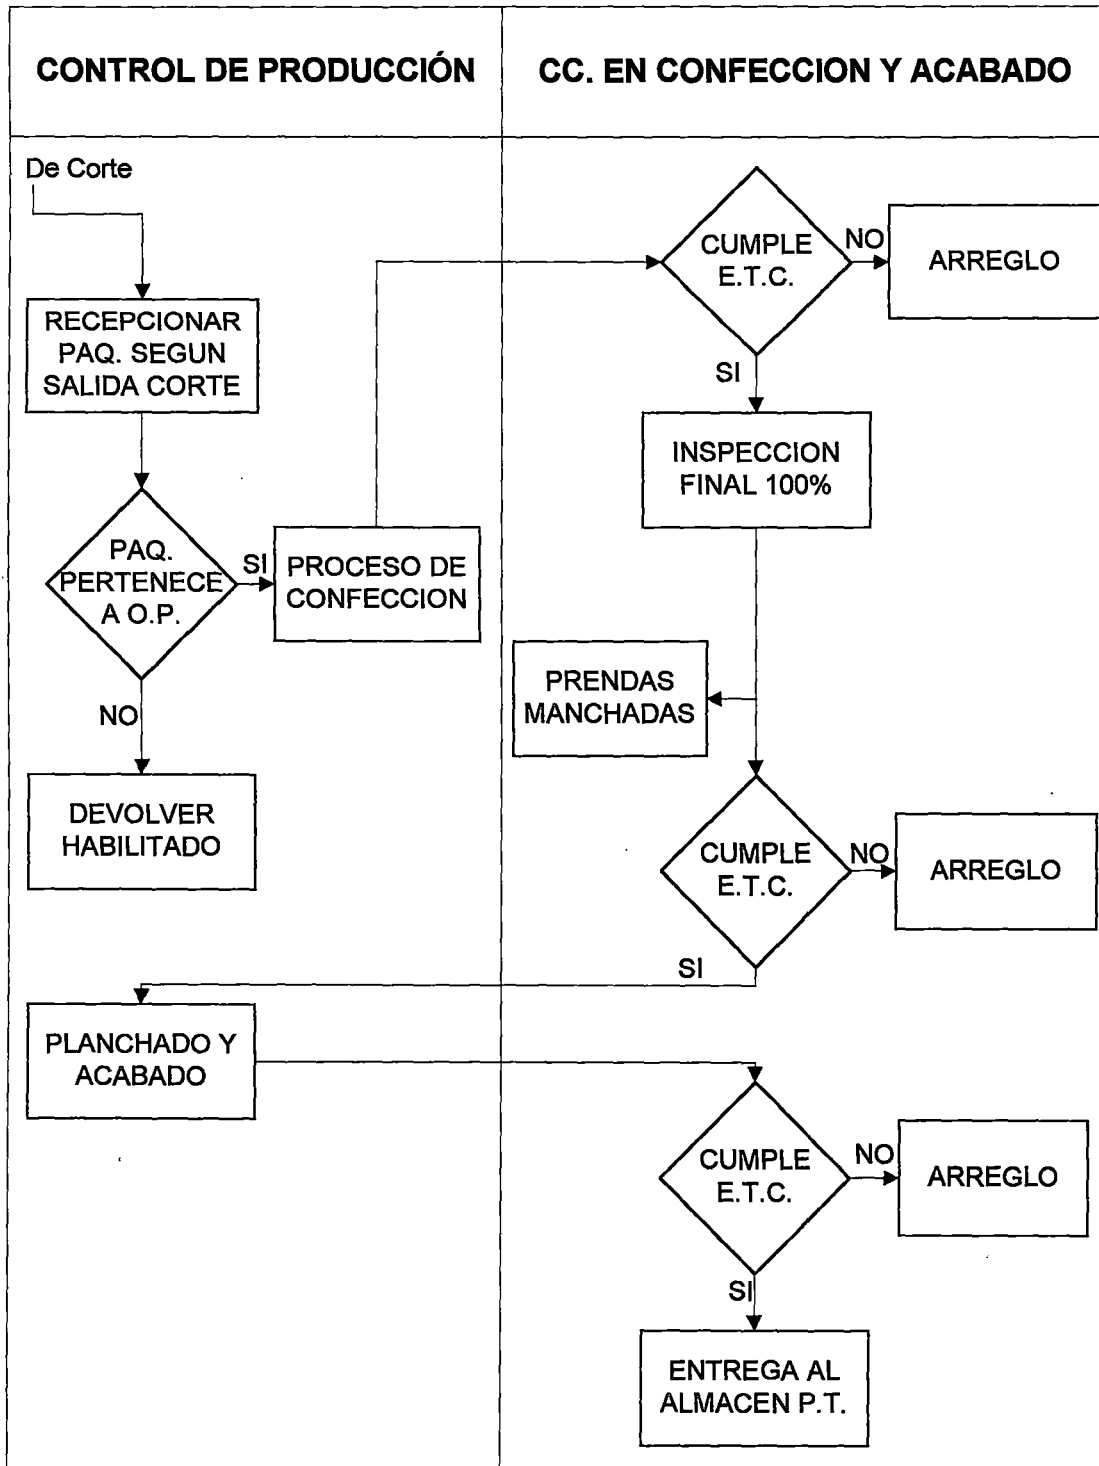 CONTROL DE PRODUCCIÓN
CC. EN CONFECCION Y ACABADO
De Corte
RECEPCIONAR
PAQ. SEGUN
SALIDA CORTE
PAQ.
PERTENECE
A O.P.
SI
PROCESO DE
CONFECCION
NO
DEVOLVER
HABILITADO
PLANCHADO Y
ACABADO
CUMPLE
E.T.C.
NO
ARREGLO
SI
INSPECCION
FINAL 100%
PRENDAS
MANCHADAS
CUMPLE
E.T.C.
NO
ARREGLO
SI
CUMPLE
E.T.C.
NO
ARREGLO
SI
ENTREGA AL
ALMACEN P.T.